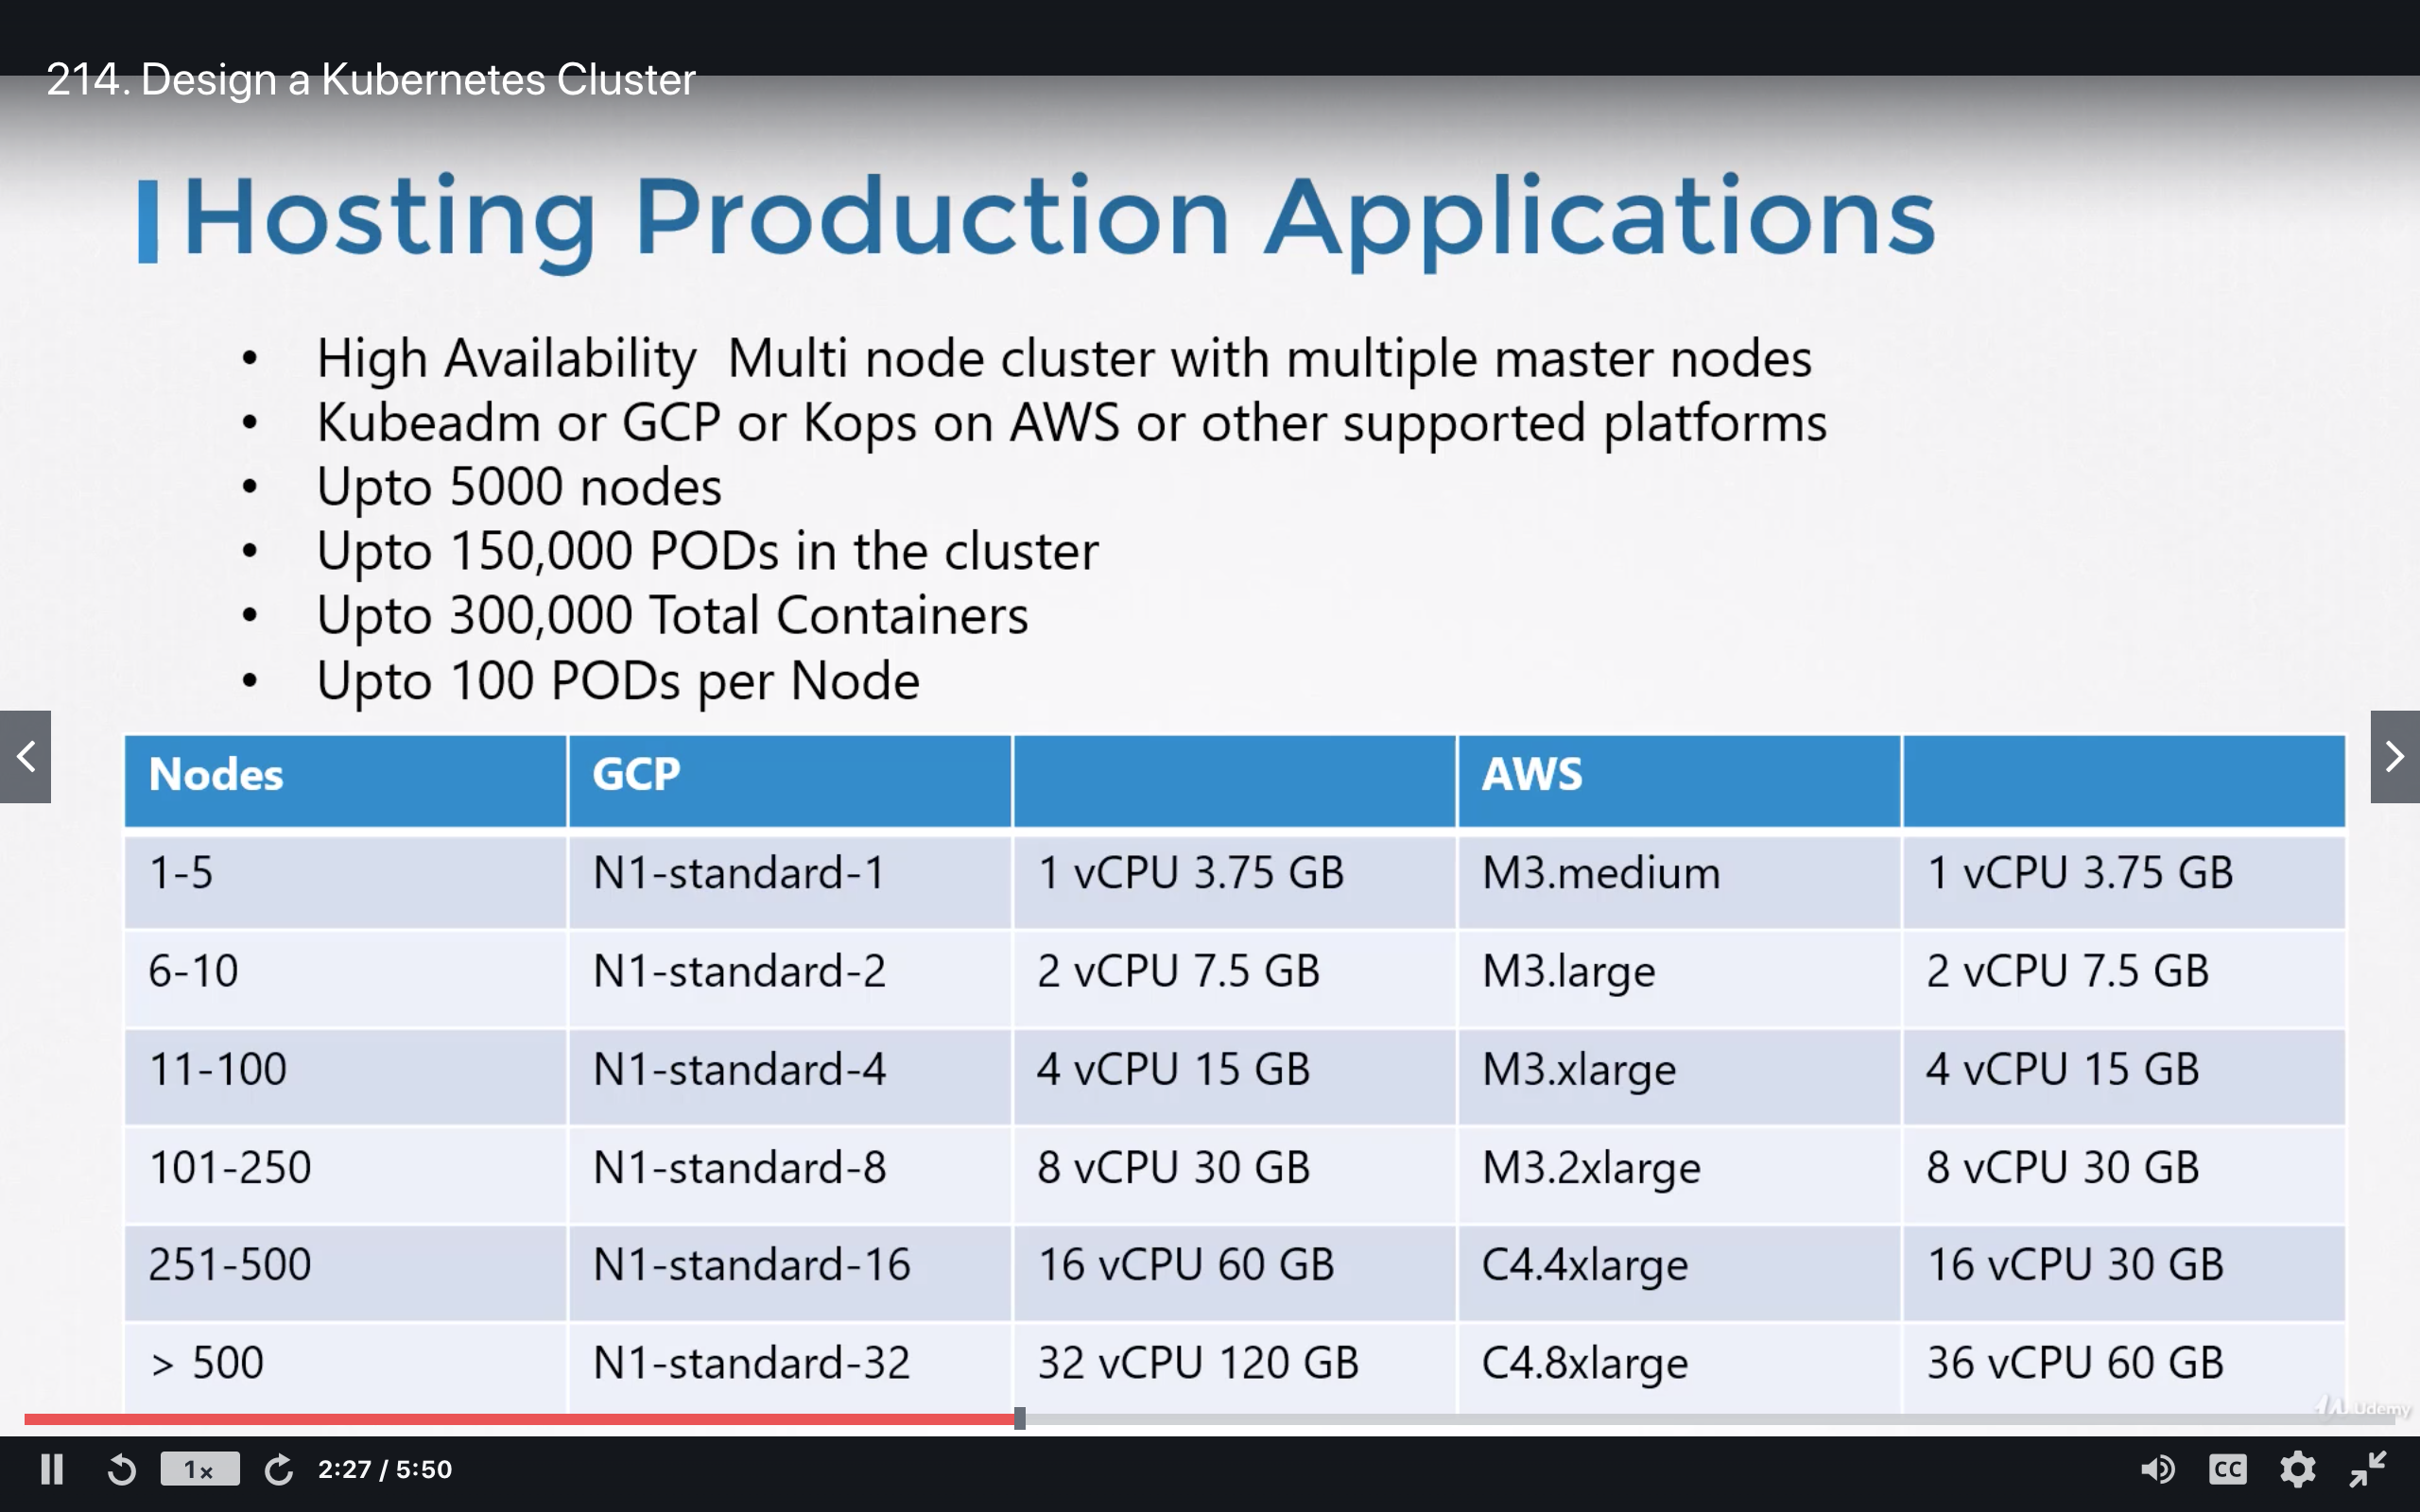 214. Design a Kubernetes Cluster
Hosting Production Applications
• High Availability Multi node cluster with multiple master nodes
• Kubeadm or GCP or Kops on AWS or other supported platforms
• Upto 5000 nodes
• Upto 150,000 PODs in the cluster
• Upto 300,000 Total Containers
• Upto 100 PODs per Node
Nodes GCP AWS
1-5 N1-standard-1 1 vCPU 3.75 GB M3.medium 1 vCPU 3.75 GB
6-10 N1-standard-2 2 vCPU 7.5 GB M3.large 2 vCPU 7.5 GB
11-100 N1-standard-4 4 vCPU 15 GB M3.xlarge 4 vCPU 15 GB
101-250 N1-standard-8 8 vCPU 30 GB M3.2xlarge 8 vCPU 30 GB
251-500 N1-standard-16 16 vCPU 60 GB C4.4xlarge 16 vCPU 30 GB
> 500 N1-standard-32 32 vCPU 120 GB C4.8xlarge 36 vCPU 60 GB
Udemy
1x 2:27 / 5:50 CC